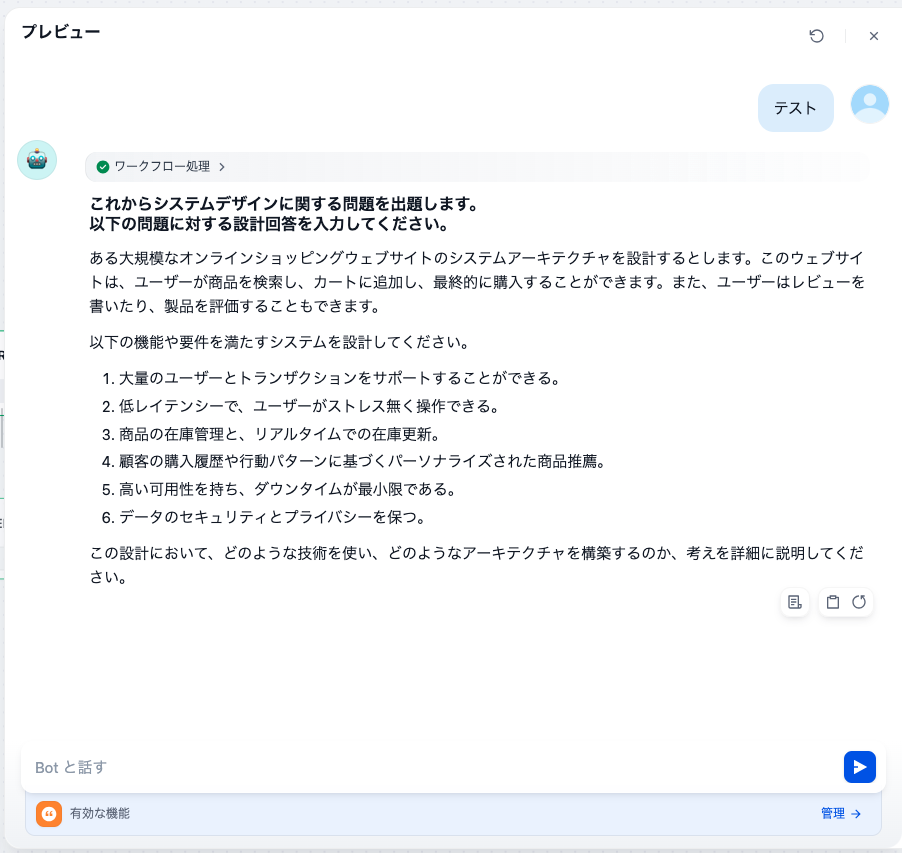 プレビュー
テスト
ワークフロー処理
これからシステムデザインに関する問題を出題します。
以下の問題に対する設計回答を入力してください。
ある大規模なオンラインショッピングウェブサイトのシステムアーキテクチャを設計するとします。このウェブサイ
トは、ユーザーが商品を検索し、カートに追加し、最終的に購入することができます。また、ユーザーはレビューを
書いたり、製品を評価することもできます。
以下の機能や要件を満たすシステムを設計してください。
1. 大量のユーザーとトランザクションをサポートすることができる。
2. 低レイテンシーで、ユーザーがストレス無く操作できる。
3. 商品の在庫管理と、リアルタイムでの在庫更新。
4. 顧客の購入履歴や行動パターンに基づくパーソナライズされた商品推薦。
5. 高い可用性を持ち、ダウンタイムが最小限である。
6. データのセキュリティとプライバシーを保つ。
この設計において、どのような技術を使い、どのようなアーキテクチャを構築するのか、考えを詳細に説明してくだ
さい。
Bot と話す
有効な機能
管理